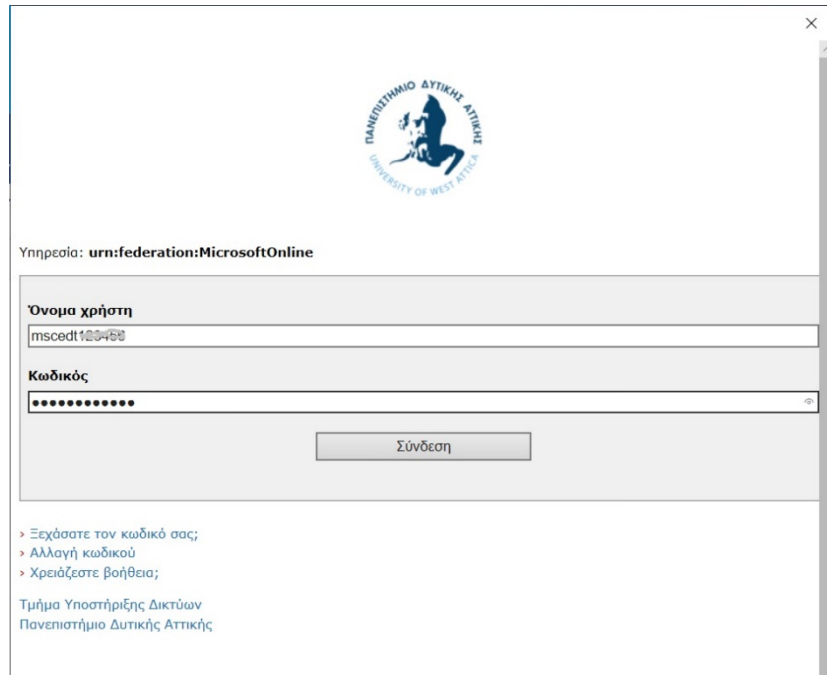 ΠΑΝΕΠΙΣΤΗΜΙΟ ΔΥΤΙΚΗΣ ΑΤΤΙΚΗΣ
UNIVERSITY OF WEST ATTICA
Υπηρεσία: urn:federation:MicrosoftOnline
Όνομα χρήστη
mscedt
Κωδικός
••••••••••••
Σύνδεση
› Ξεχάσατε τον κωδικό σας;
› Αλλαγή κωδικού
› Χρειάζεστε βοήθεια;
Τμήμα Υποστήριξης Δικτύων
Πανεπιστήμιο Δυτικής Αττικής